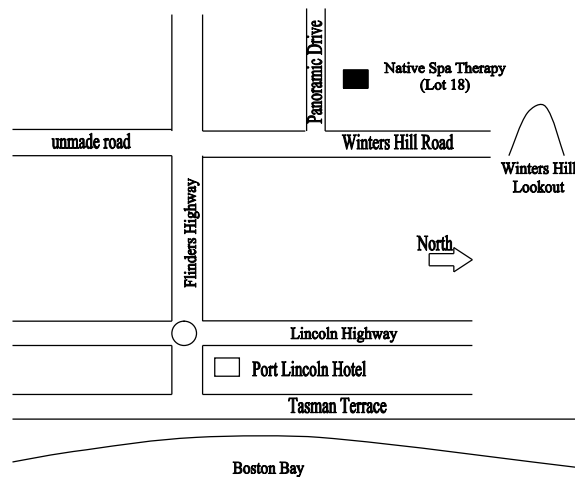 Panoramic Drive
Native Spa Therapy
(Lot 18)
unmade road
Winters Hill Road
Winters Hill
Lookout
Flinders Highway
North
Lincoln Highway
Port Lincoln Hotel
Tasman Terrace
Boston Bay